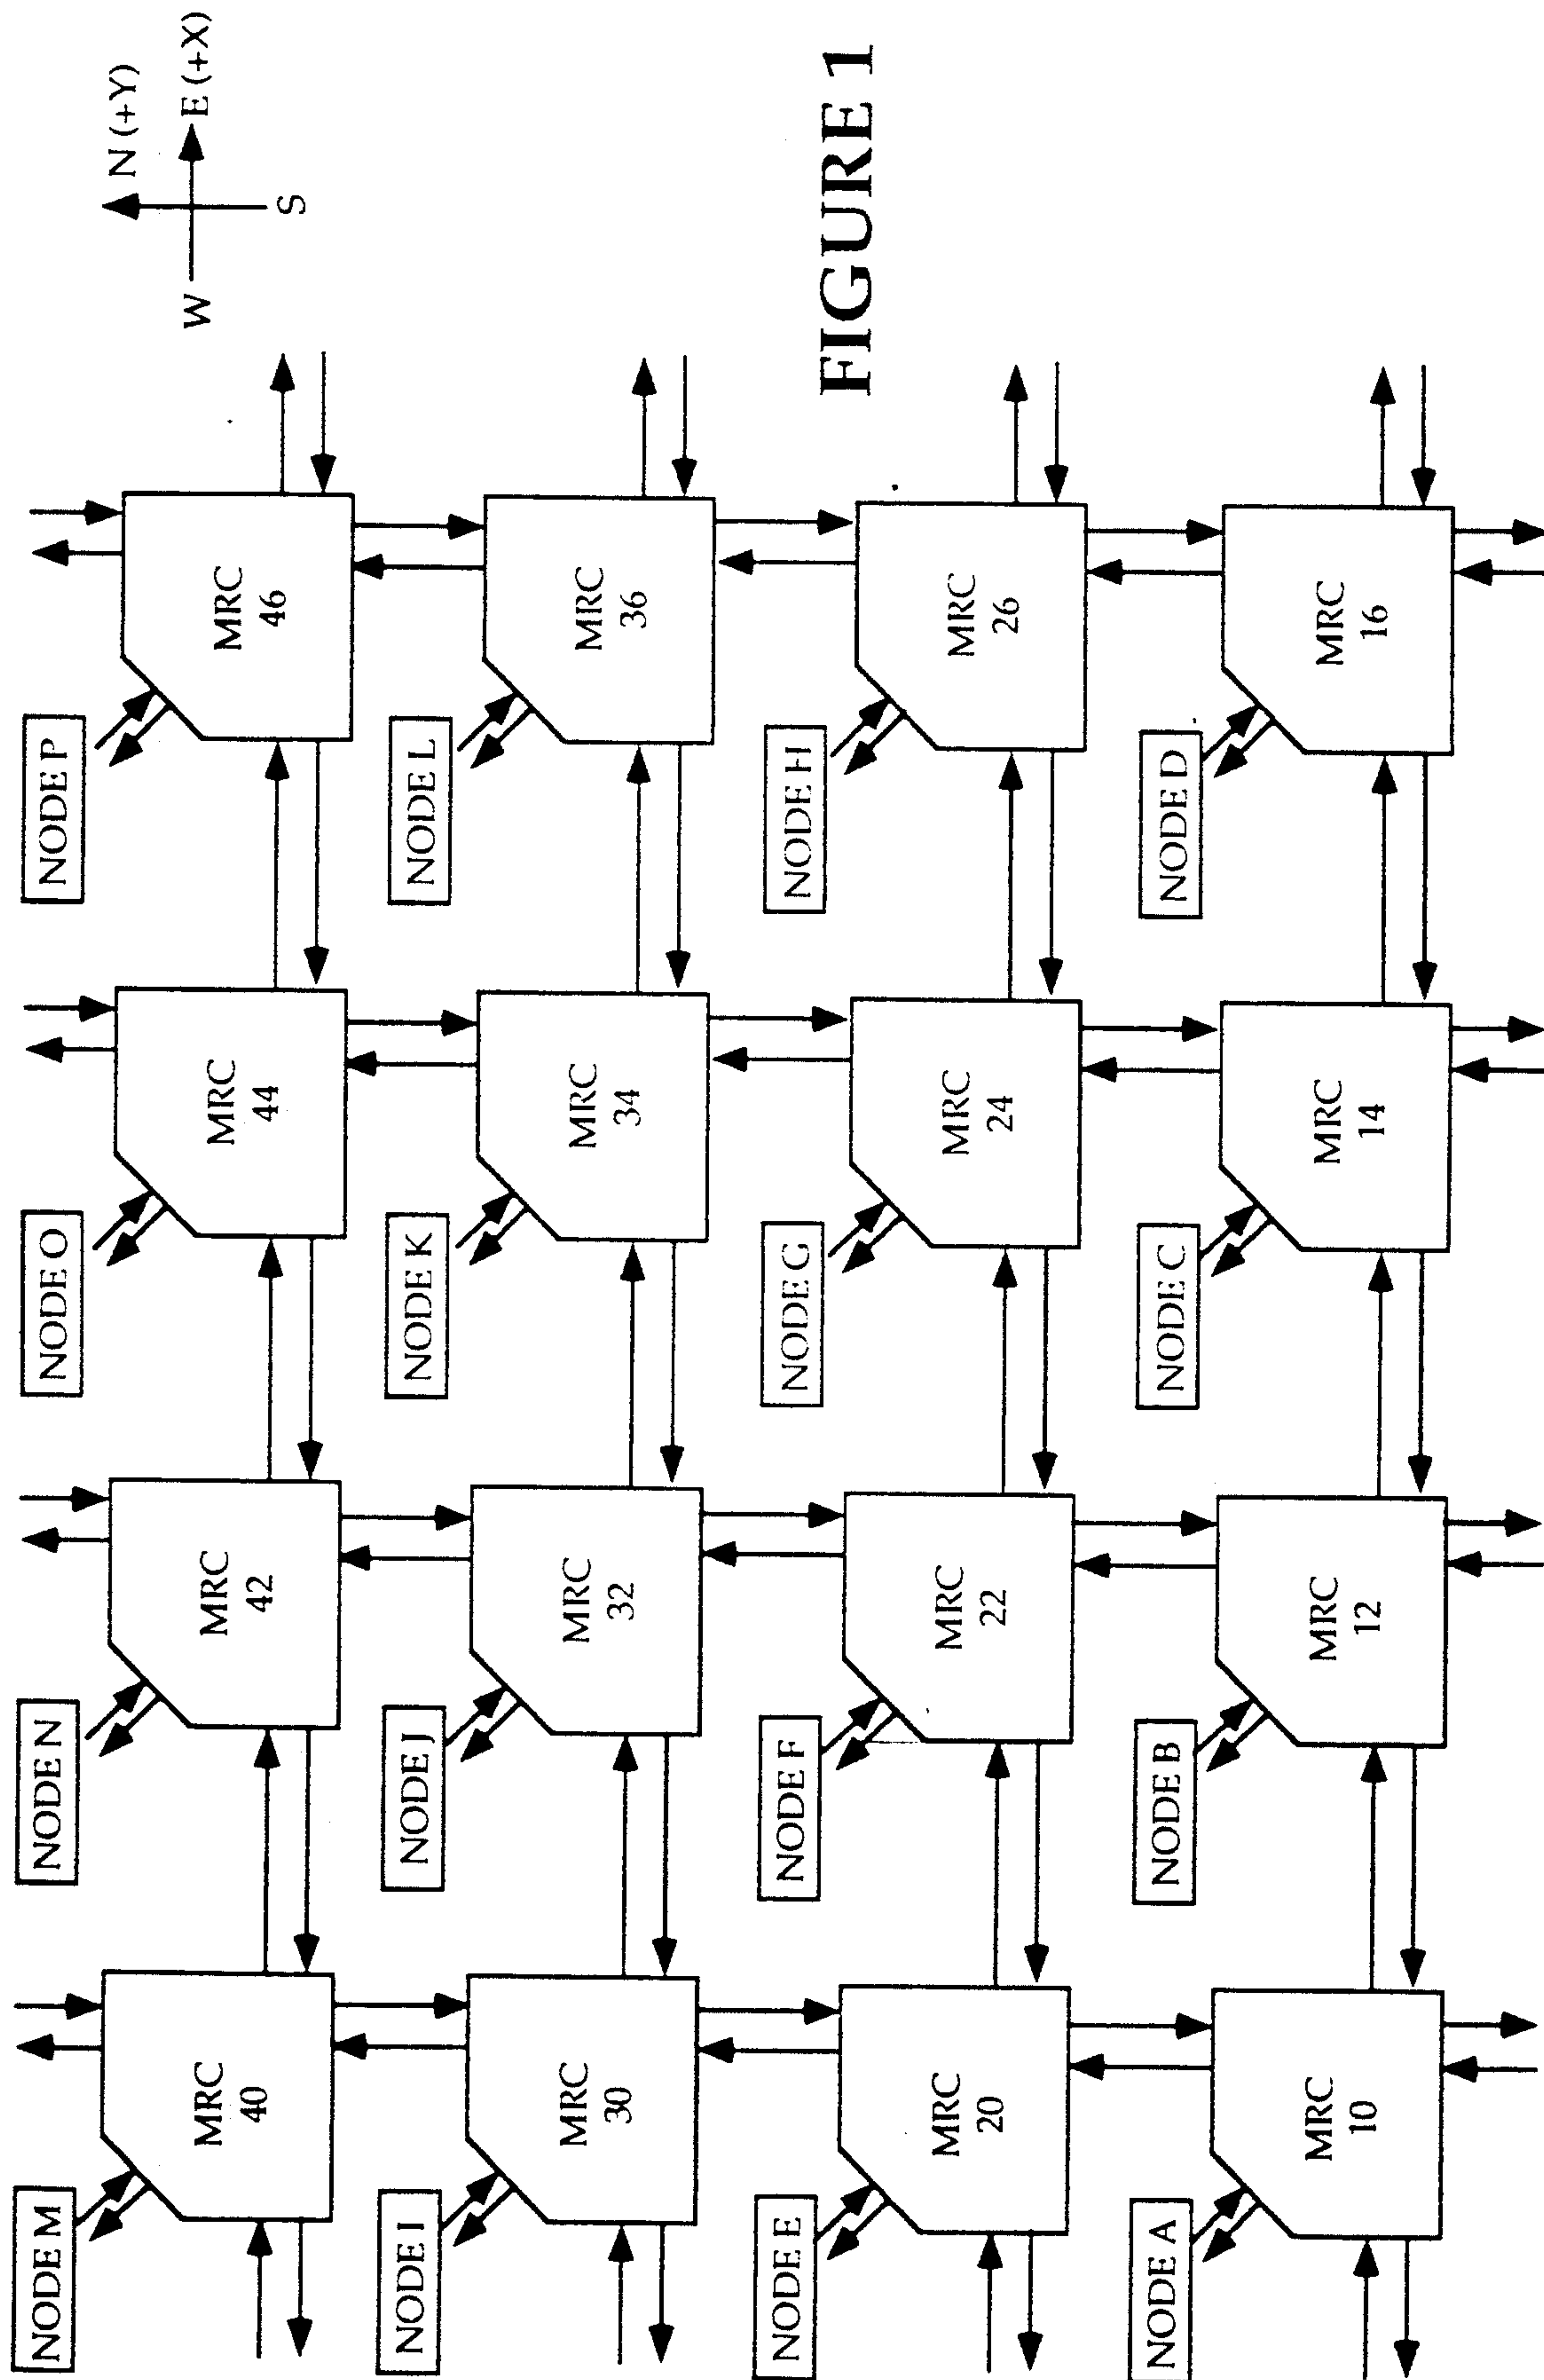 N (+Y)
W
E (+X)
S
NODE M
NODE N
NODE O
NODE P
MRC
40
MRC
42
MRC
44
MRC
46
NODE I
NODE J
NODE K
NODE L
MRC
30
MRC
32
MRC
34
MRC
36
NODE E
NODE F
NODE G
NODE H
MRC
20
MRC
22
MRC
24
MRC
26
NODE A
NODE B
NODE C
NODE D
MRC
10
MRC
12
MRC
14
MRC
16
FIGURE 1